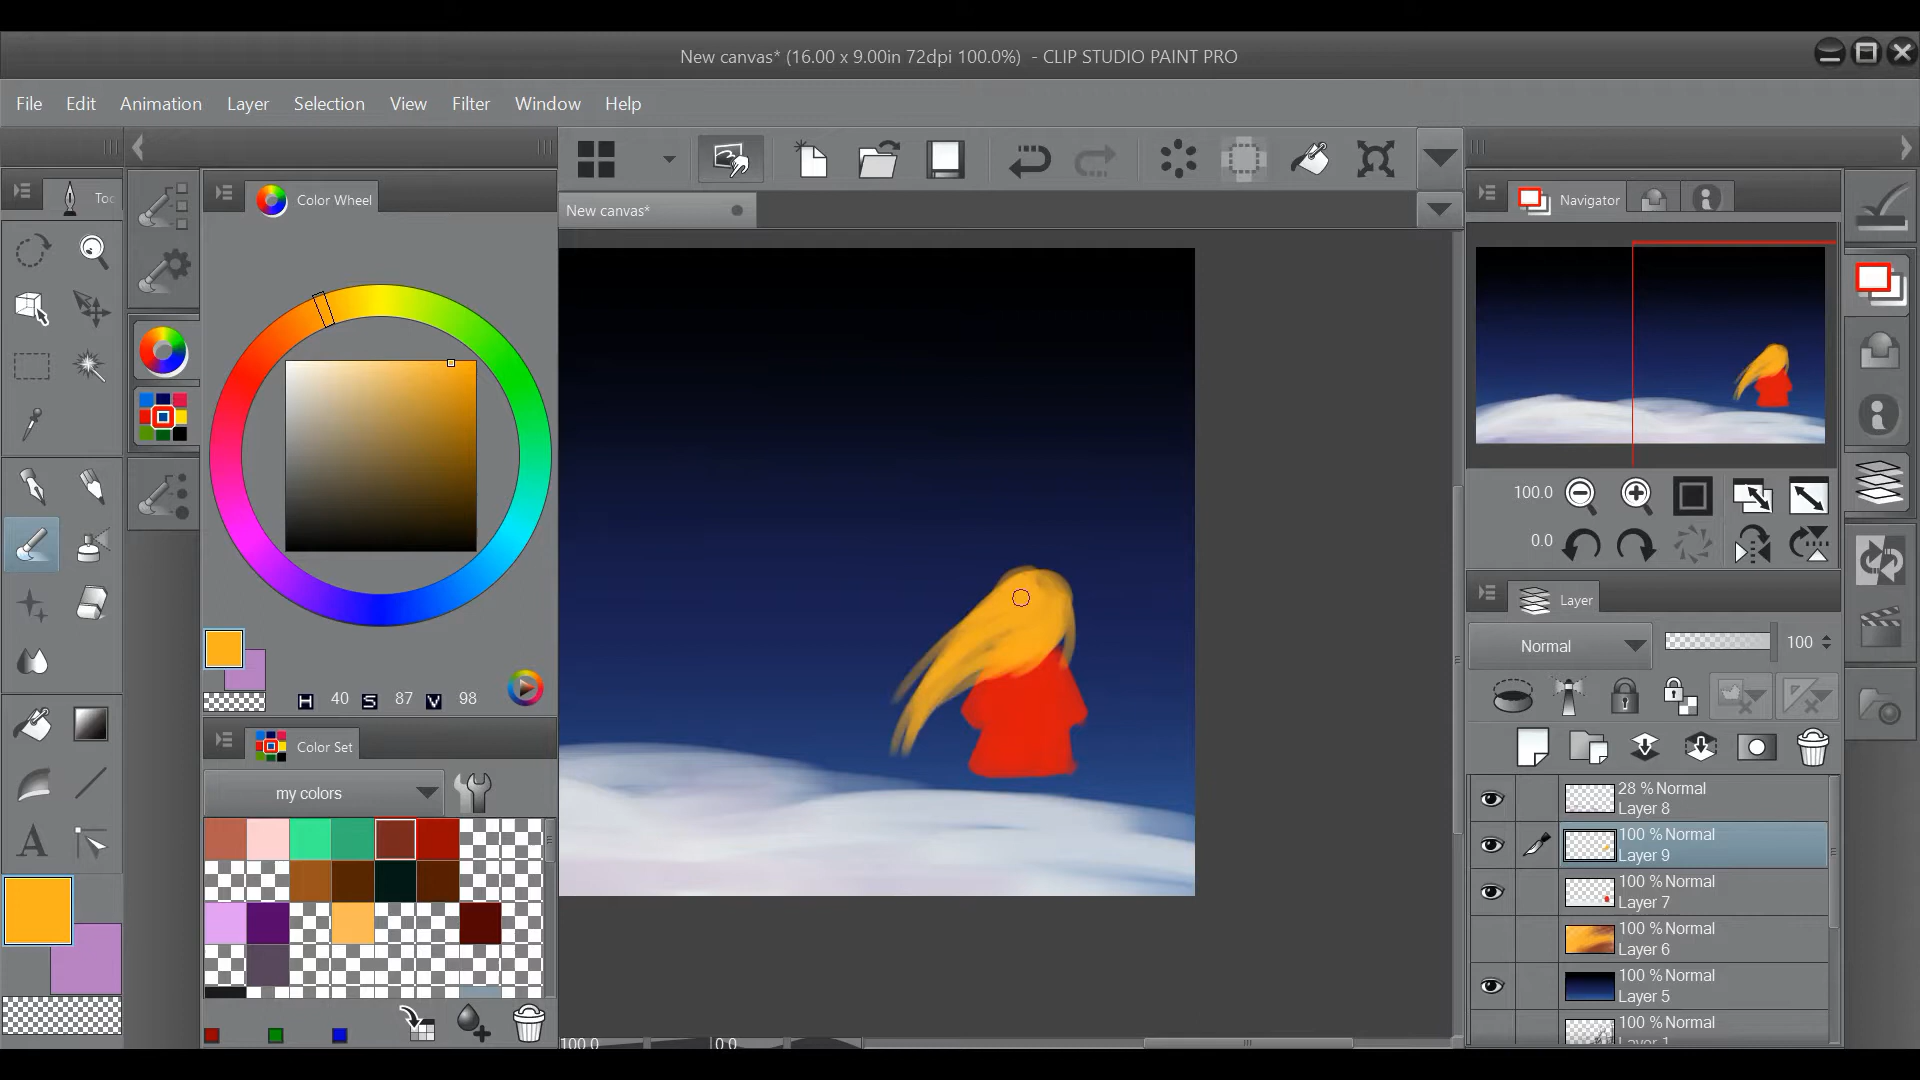 New canvas* (16.00 x 9.00in 72dpi 100.0%) - CLIP STUDIO PAINT PRO
File Edit Animation Layer Selection View Filter Window Help
Toc
Color Wheel
New canvas*
Navigator
100.0
0.0
Layer
Normal
100
H 40 S 87 V 98
Color Set
my colors
28 % Normal
Layer 8
100 % Normal
Layer 9
100 % Normal
Layer 7
100 % Normal
Layer 6
100 % Normal
Layer 5
100 % Normal
Layer 1
A
100.0
0.0